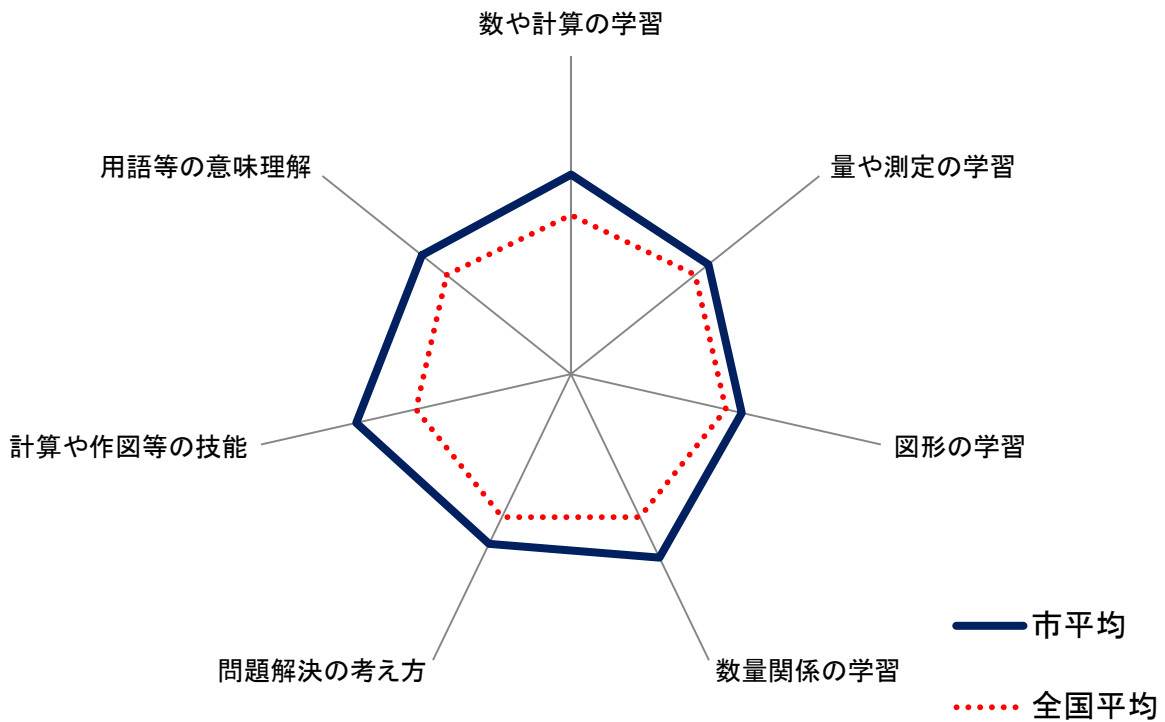 数や計算の学習
用語等の意味理解
量や測定の学習
計算や作図等の技能
図形の学習
問題解決の考え方
数量関係の学習
市平均
全国平均